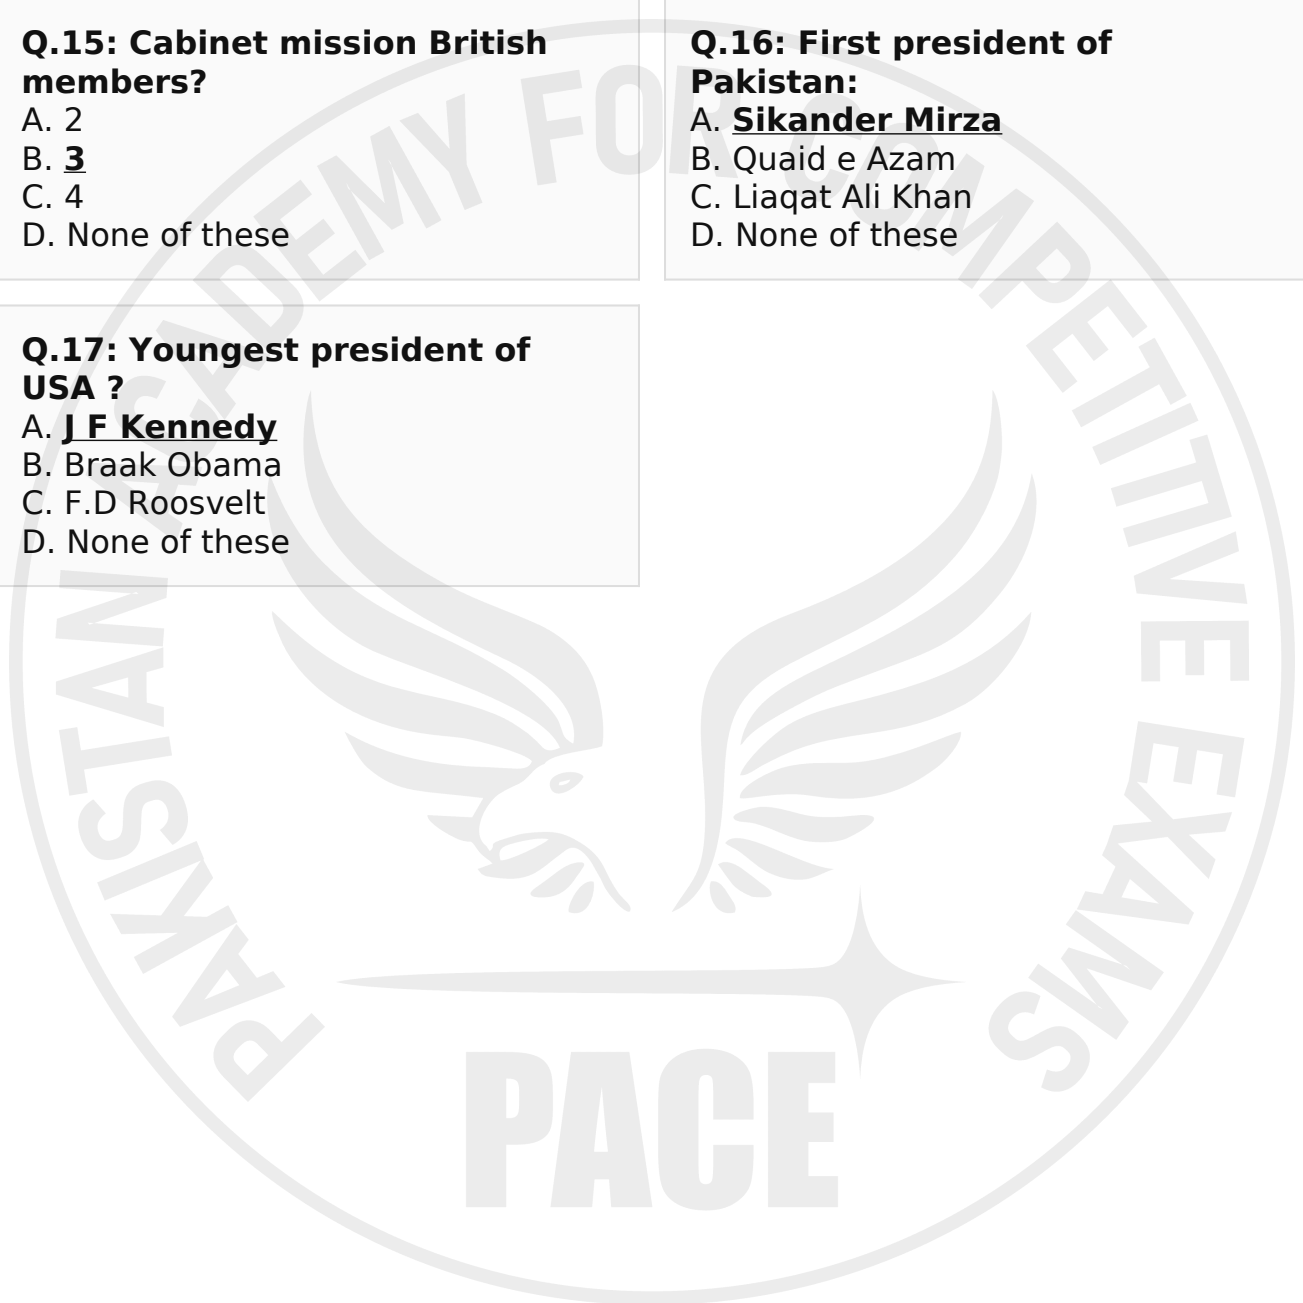 Q.15: Cabinet mission British
members?
A. 2
B. 3
C. 4
D. None of these
Q.16: First president of
Pakistan:
A. Sikander Mirza
B. Quaid e Azam
C. Liaqat Ali Khan
D. None of these
Q.17: Youngest president of
USA ?
A. J F Kennedy
B. Braak Obama
C. F.D Roosvelt
D. None of these
PAKISTAN ACADEMY FOR COMPETITIVE EXAMS
PACE